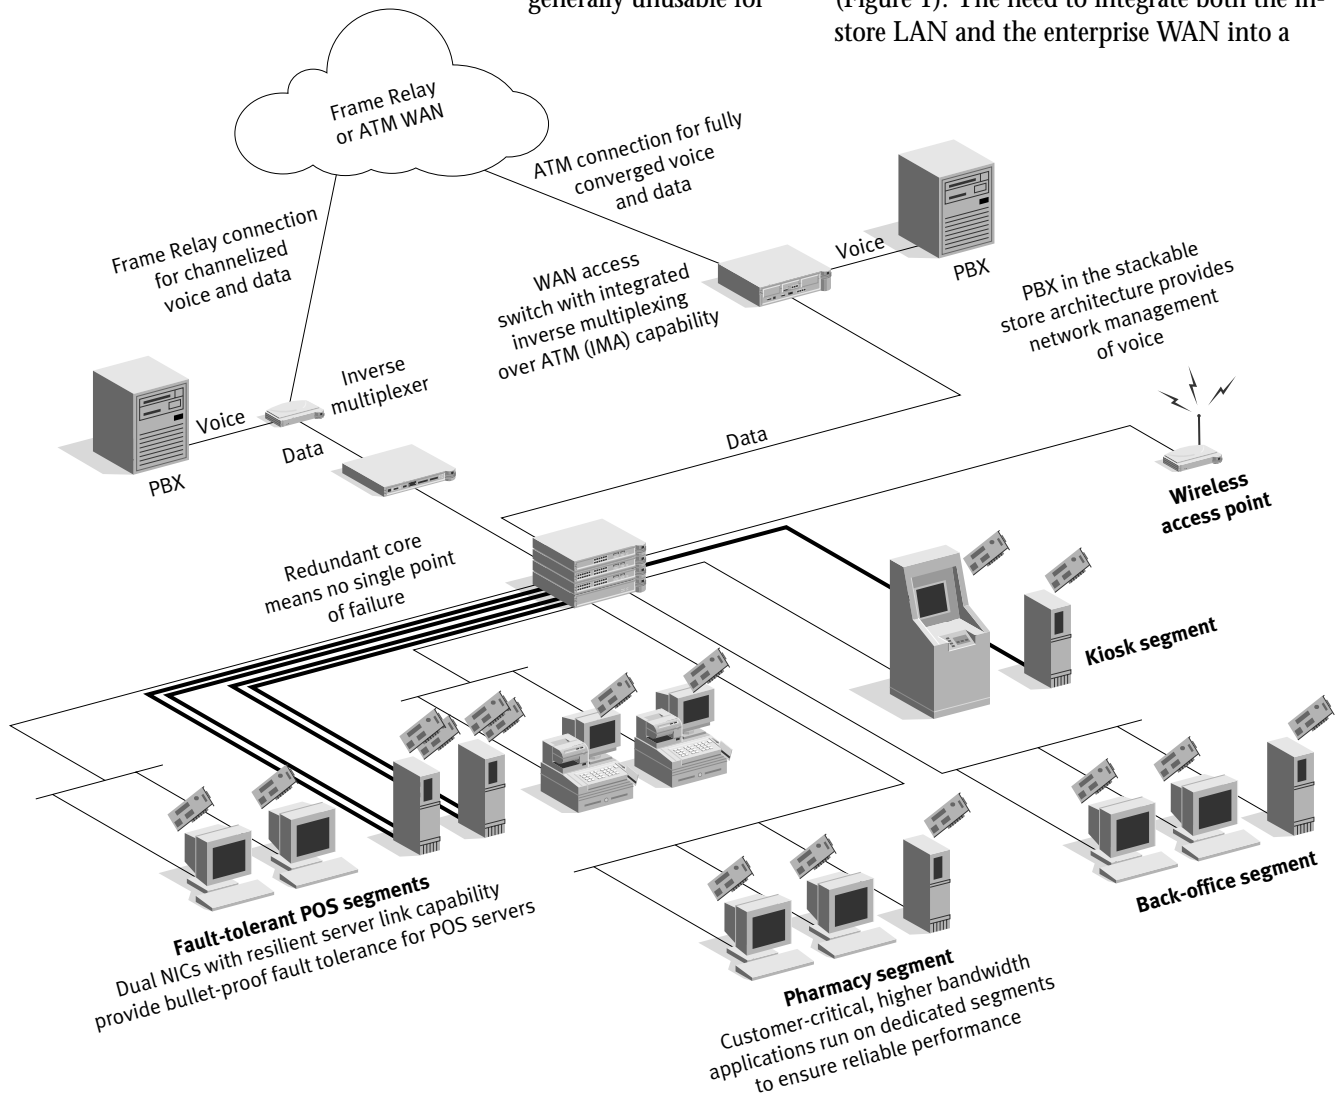 generally unusable for
(Figure 1). The need to integrate both the in-
store LAN and the enterprise WAN into a
Frame Relay
or ATM WAN
ATM connection for fully
converged voice
and data
Frame Relay connection
for channelized
voice and data
Voice
PBX
WAN access
switch with integrated
inverse multiplexing
over ATM (IMA) capability
PBX in the stackable
store architecture provides
network management
of voice
Inverse
multiplexer
Voice
Data
PBX
Data
Wireless
access point
Redundant core
means no single point
of failure
Kiosk segment
Back-office segment
Fault-tolerant POS segments
Dual NICs with resilient server link capability
provide bullet-proof fault tolerance for POS servers
Pharmacy segment
Customer-critical, higher bandwidth
applications run on dedicated segments
to ensure reliable performance